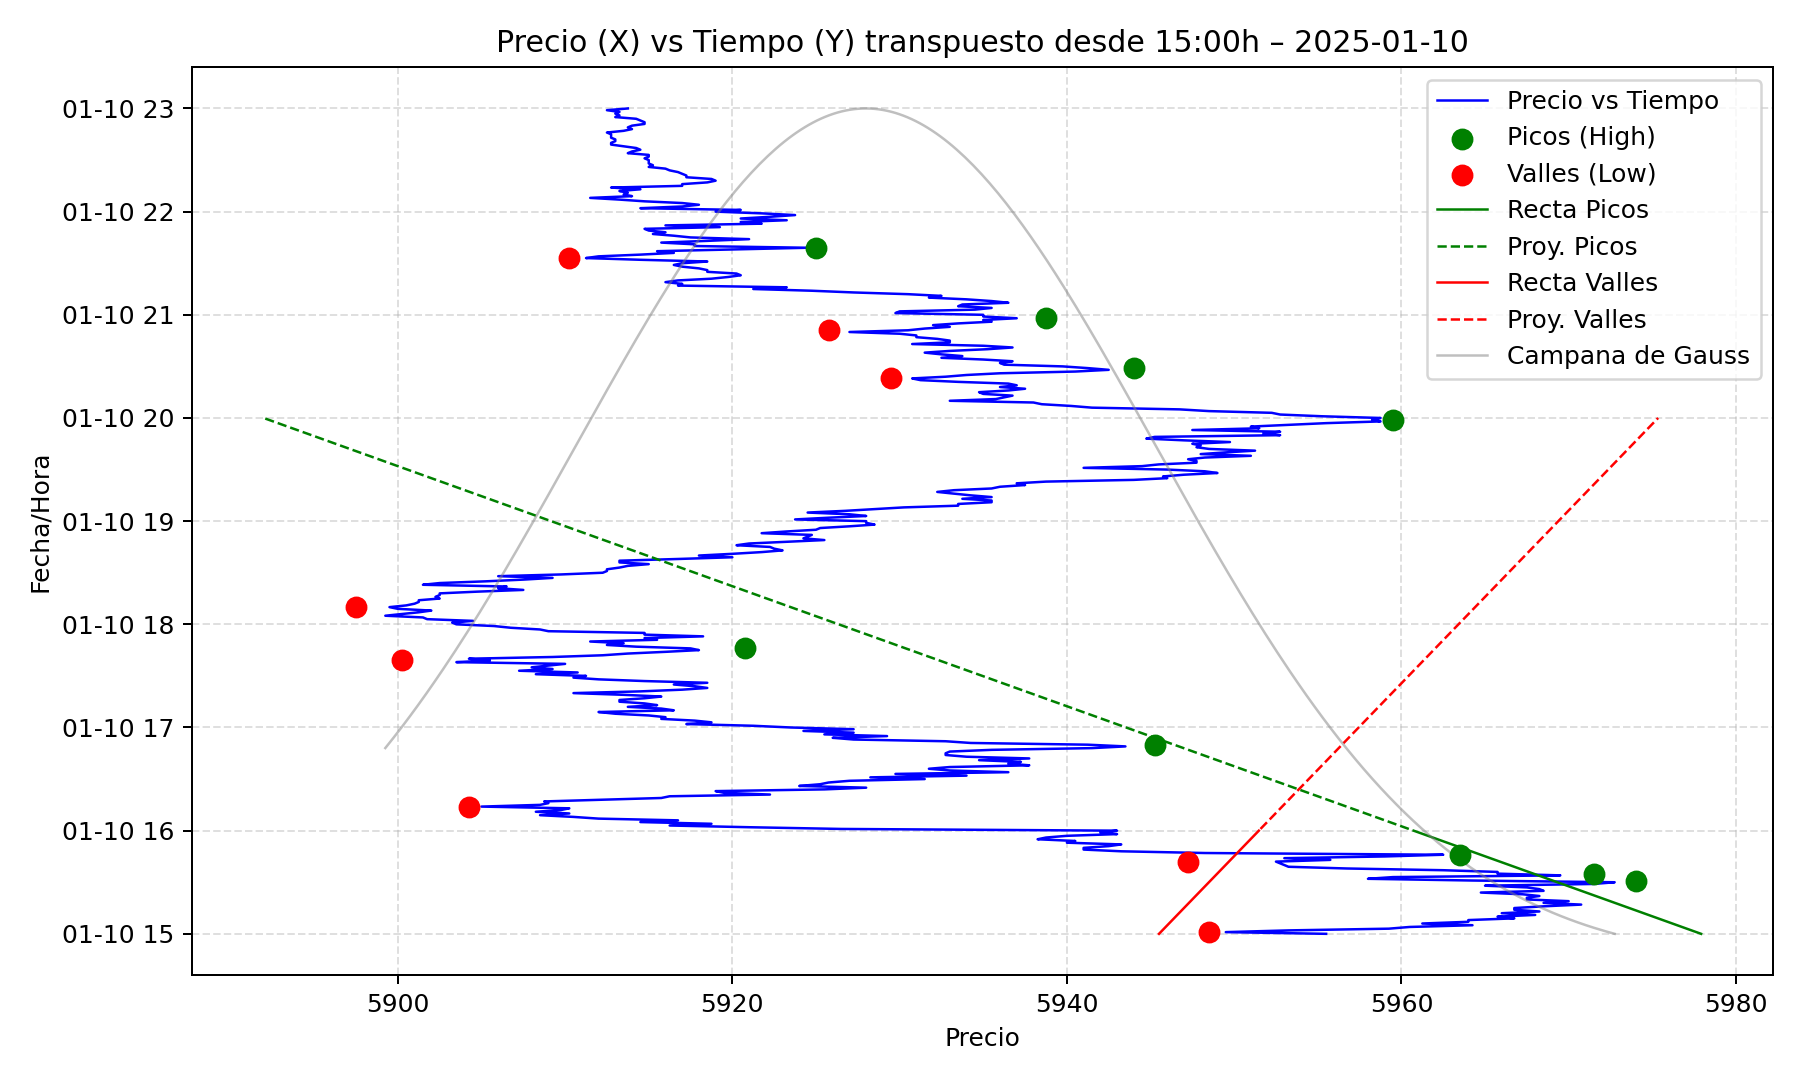 Precio (X) vs Tiempo (Y) transpuesto desde 15:00h – 2025-01-10
Precio vs Tiempo
Picos (High)
Valles (Low)
Recta Picos
Proy. Picos
Recta Valles
Proy. Valles
Campana de Gauss
Fecha/Hora
01-10 23
01-10 22
01-10 21
01-10 20
01-10 19
01-10 18
01-10 17
01-10 16
01-10 15
5900 5920 5940 5960 5980
Precio